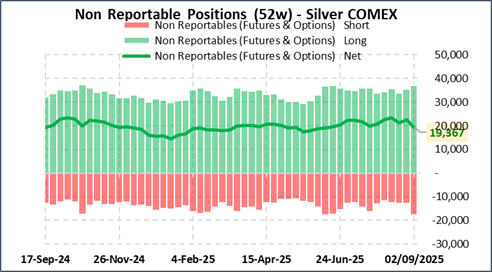 Non Reportable Positions (52w) - Silver COMEX
Non Reportables (Futures & Options) Short
Non Reportables (Futures & Options) Long
Non Reportables (Futures & Options) Net
50,000
40,000
30,000
20,000
19,367
10,000
-
-10,000
-20,000
-30,000
17-Sep-24 26-Nov-24 4-Feb-25 15-Apr-25 24-Jun-25 02/09/2025